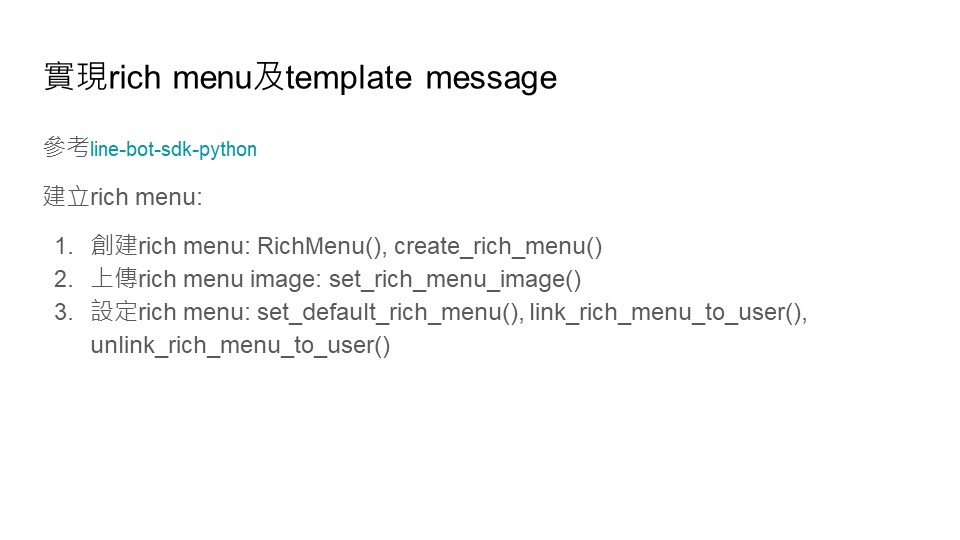 實現rich menu及template message
參考line-bot-sdk-python
建立rich menu:
1. 創建rich menu: RichMenu(), create_rich_menu()
2. 上傳rich menu image: set_rich_menu_image()
3. 設定rich menu: set_default_rich_menu(), link_rich_menu_to_user(),
unlink_rich_menu_to_user()